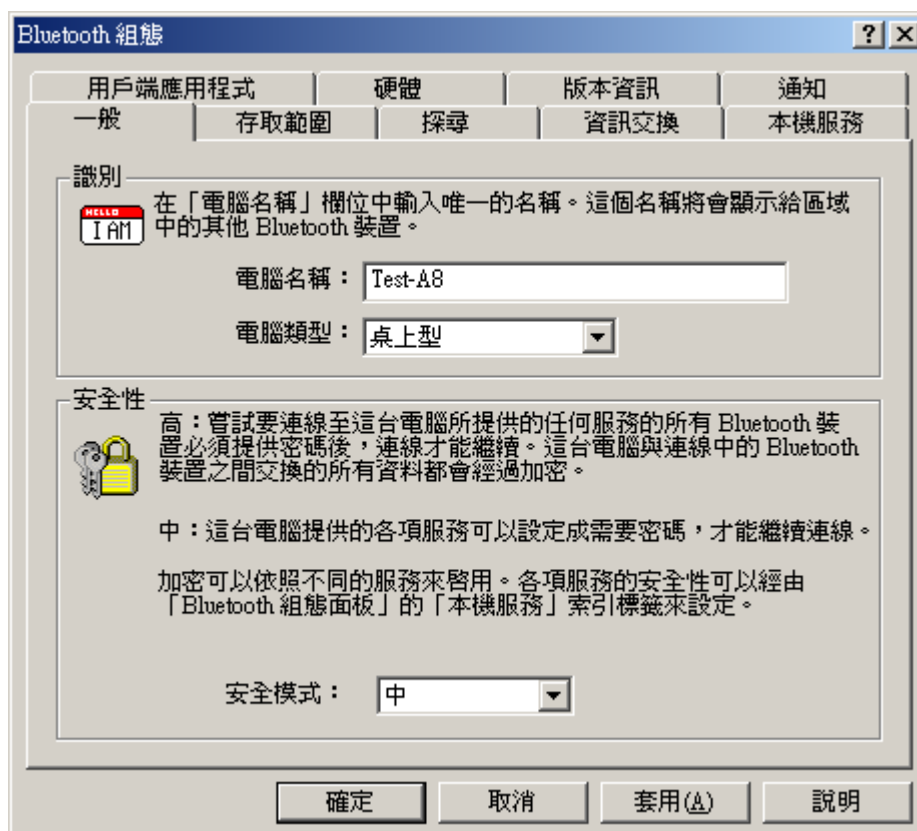 Bluetooth 組態
用戶端應用程式 硬體 版本資訊 通知
一般 存取範圍 探尋 資訊交換 本機服務
識別
HELLO
I AM
在「電腦名稱」欄位中輸入唯一的名稱。這個名稱將會顯示給區域
中的其他 Bluetooth 裝置。
電腦名稱： Test-A8
電腦類型： 桌上型
安全性
高：嘗試要連線至這台電腦所提供的任何服務的所有 Bluetooth 裝
置必須提供密碼後，連線才能繼續。這台電腦與連線中的 Bluetooth
裝置之間交換的所有資料都會經過加密。
中：這台電腦提供的各項服務可以設定成需要密碼，才能繼續連線。
加密可以依照不同的服務來啓用。各項服務的安全性可以經由
「Bluetooth 組態面板」的「本機服務」索引標籤來設定。
安全模式： 中
確定 取消 套用(A) 說明